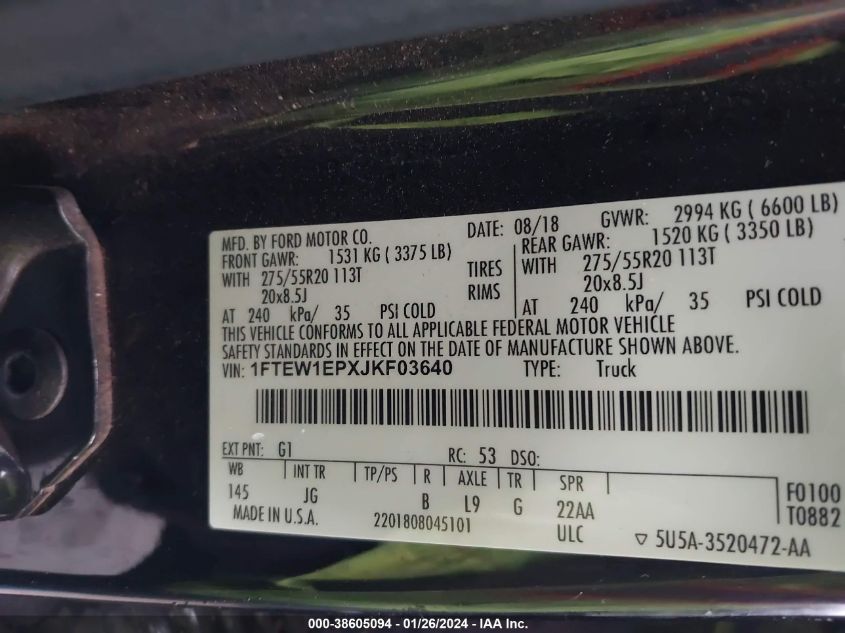 MFD. BY FORD MOTOR CO. DATE: 08/18 GVWR: 2994 KG ( 6600 LB)
FRONT GAWR: 1531 KG ( 3375 LB) REAR GAWR: 1520 KG ( 3350 LB)
WITH 275/55R20 113T TIRES WITH 275/55R20 113T
20x8.5J RIMS 20x8.5J
AT 240 kPa/ 35 PSI COLD AT 240 kPa/ 35 PSI COLD
THIS VEHICLE CONFORMS TO ALL APPLICABLE FEDERAL MOTOR VEHICLE
SAFETY STANDARDS IN EFFECT ON THE DATE OF MANUFACTURE SHOWN ABOVE.
VIN: 1FTEW1EPXJKF03640 TYPE: Truck
EXT PNT: G1 RC: 53 DSO:
WB INT TR TP/PS R AXLE TR SPR F0100
145 JG B L9 G 22AA T0882
MADE IN U.S.A. 2201808045101 ULC ▽ 5U5A-3520472-AA
000-38605094 - 01/26/2024 - IAA Inc.